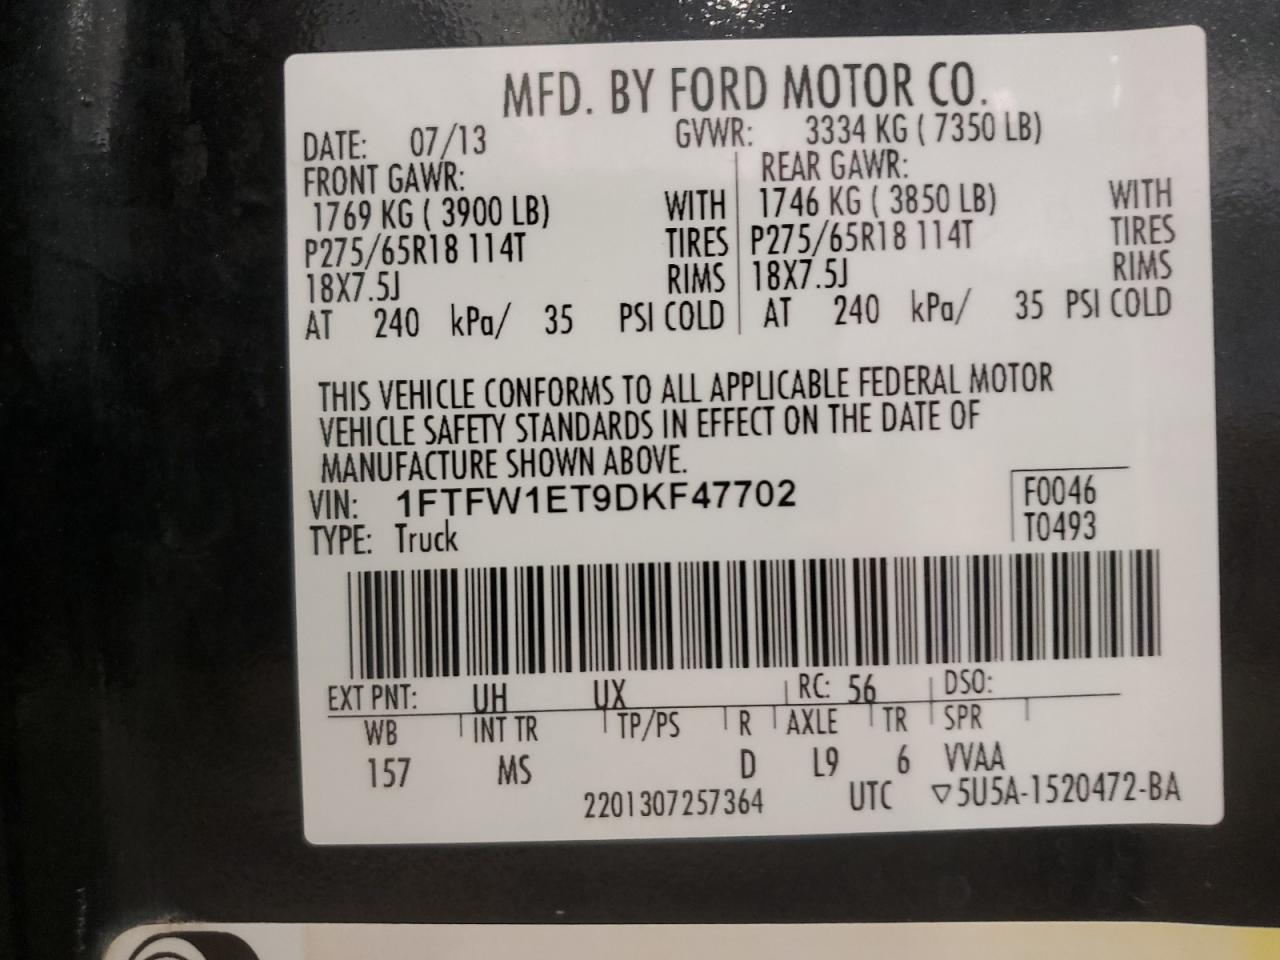 MFD. BY FORD MOTOR CO.
DATE: 07/13 GVWR: 3334 KG ( 7350 LB)
FRONT GAWR: REAR GAWR:
1769 KG ( 3900 LB) WITH 1746 KG ( 3850 LB) WITH
P275/65R18 114T TIRES P275/65R18 114T TIRES
18X7.5J RIMS 18X7.5J RIMS
AT 240 kPa/ 35 PSI COLD AT 240 kPa/ 35 PSI COLD
THIS VEHICLE CONFORMS TO ALL APPLICABLE FEDERAL MOTOR
VEHICLE SAFETY STANDARDS IN EFFECT ON THE DATE OF
MANUFACTURE SHOWN ABOVE.
VIN: 1FTFW1ET9DKF47702 F0046
TYPE: Truck T0493
EXT PNT: UH UX RC: 56 DSO:
WB INT TR TP/PS R AXLE TR SPR
157 MS D L9 6 VVAA
2201307257364 UTC ▽5U5A-1520472-BA